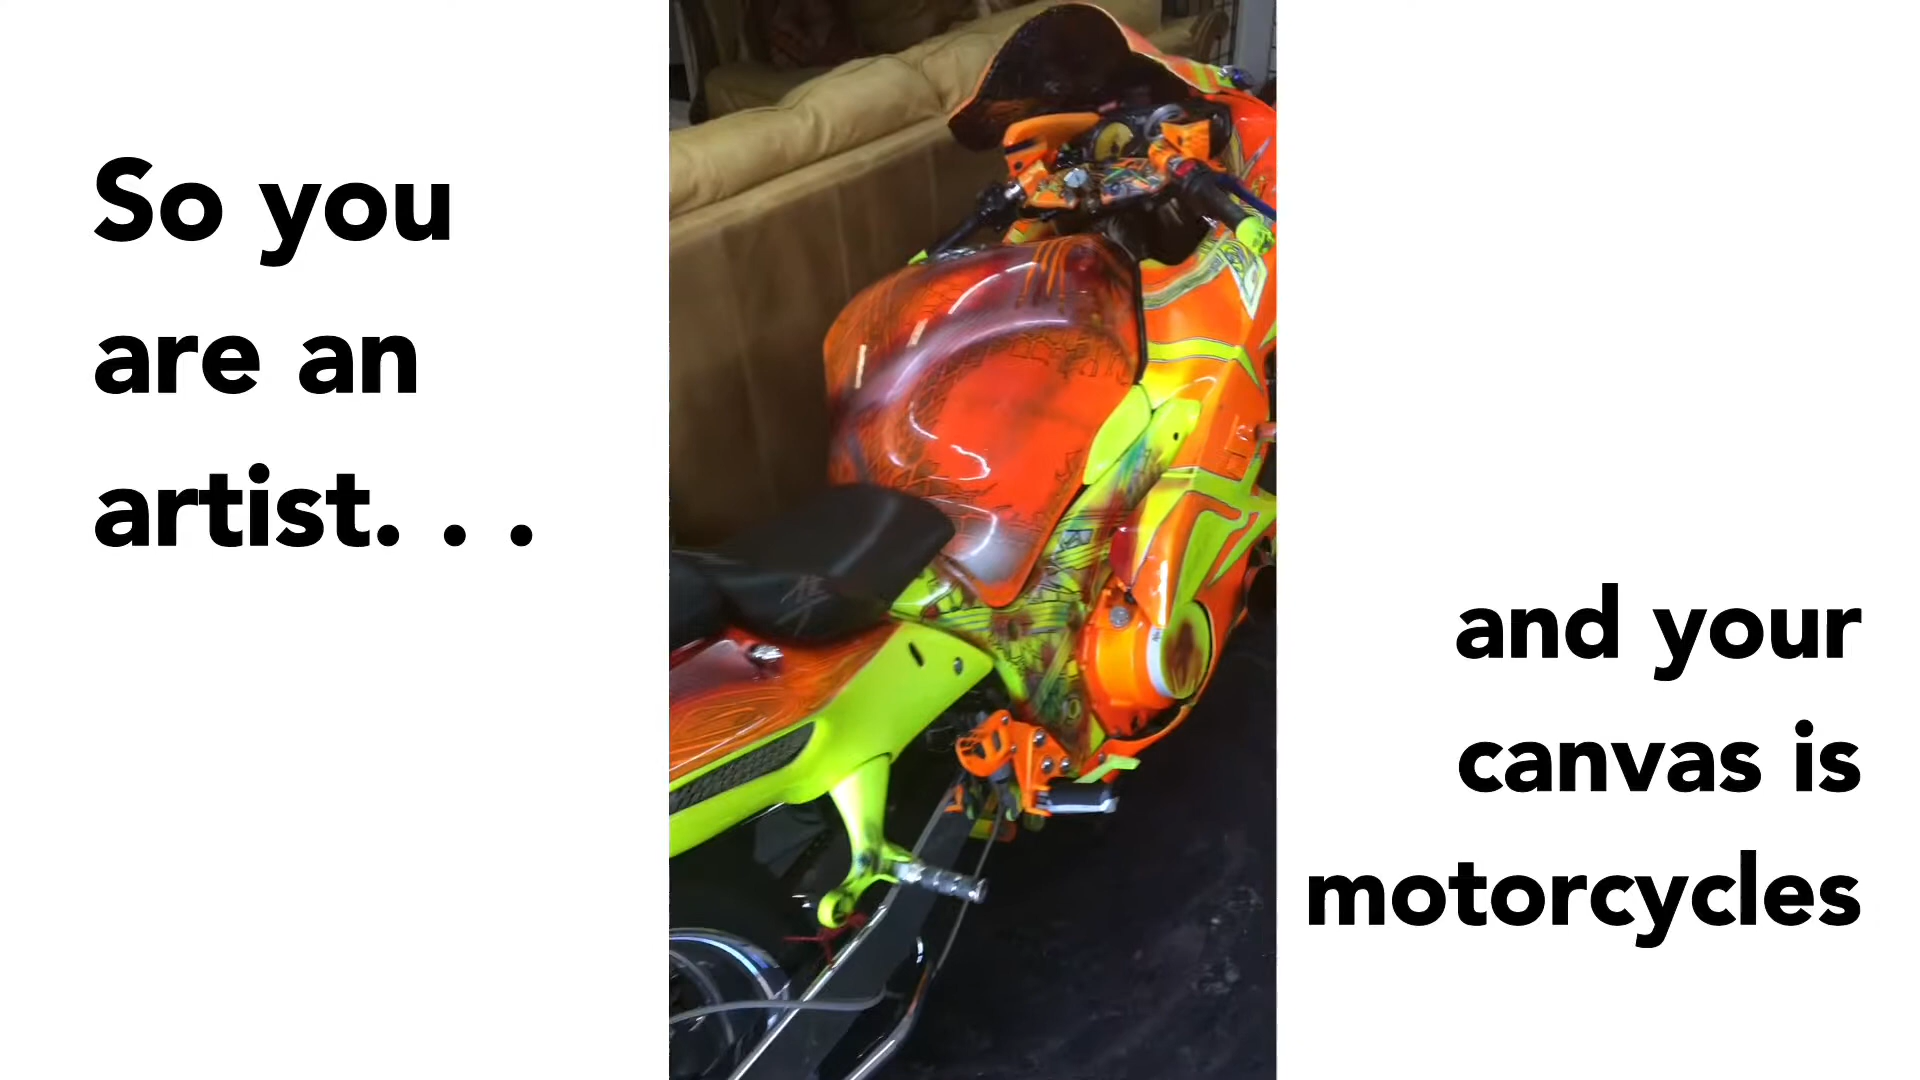 So you
are an
artist. . .
and your
canvas is
motorcycles